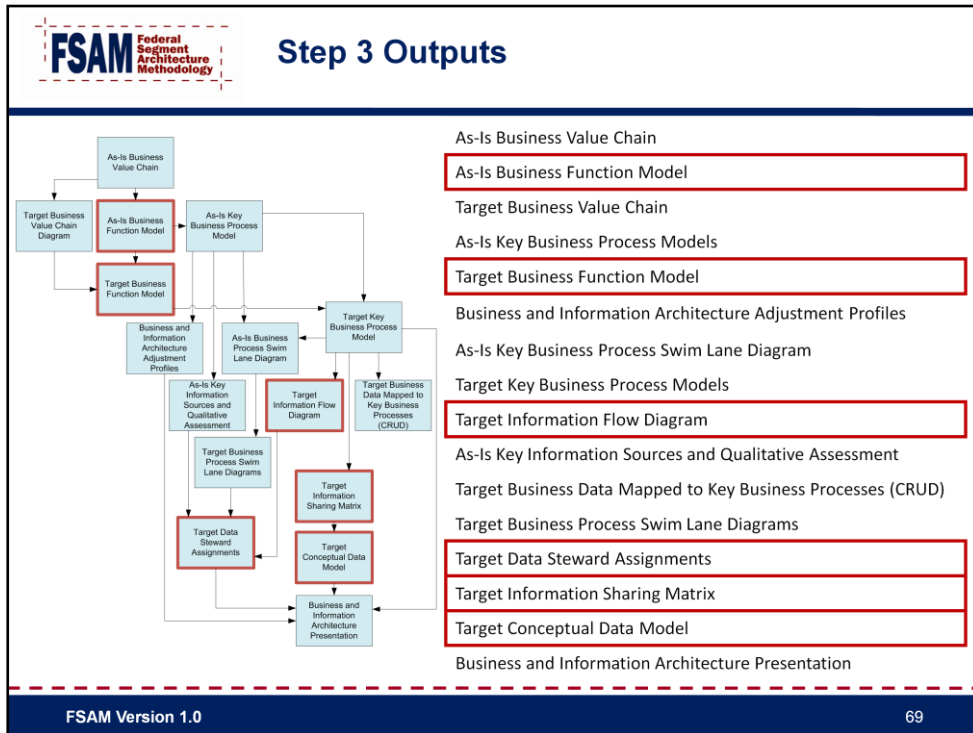 FSAM Federal
Segment
Architecture
Methodology
Step 3 Outputs
As-Is Business
Value Chain
Target Business
Value Chain
Diagram
As-Is Business
Function Model
As-Is Key
Business Process
Model
Target Business
Function Model
Business and
Information
Architecture
Adjustment
Profiles
As-Is Business
Process Swim
Lane Diagram
Target Key
Business Process
Model
As-Is Key
Information
Sources and
Qualitative
Assessment
Target
Information Flow
Diagram
Target Business
Data Mapped to
Key Business
Processes
(CRUD)
Target Business
Process Swim
Lane Diagrams
Target
Information
Sharing Matrix
Target Data
Steward
Assignments
Target
Conceptual Data
Model
Business and
Information
Architecture
Presentation
As-Is Business Value Chain
As-Is Business Function Model
Target Business Value Chain
As-Is Key Business Process Models
Target Business Function Model
Business and Information Architecture Adjustment Profiles
As-Is Key Business Process Swim Lane Diagram
Target Key Business Process Models
Target Information Flow Diagram
As-Is Key Information Sources and Qualitative Assessment
Target Business Data Mapped to Key Business Processes (CRUD)
Target Business Process Swim Lane Diagrams
Target Data Steward Assignments
Target Information Sharing Matrix
Target Conceptual Data Model
Business and Information Architecture Presentation
FSAM Version 1.0
69